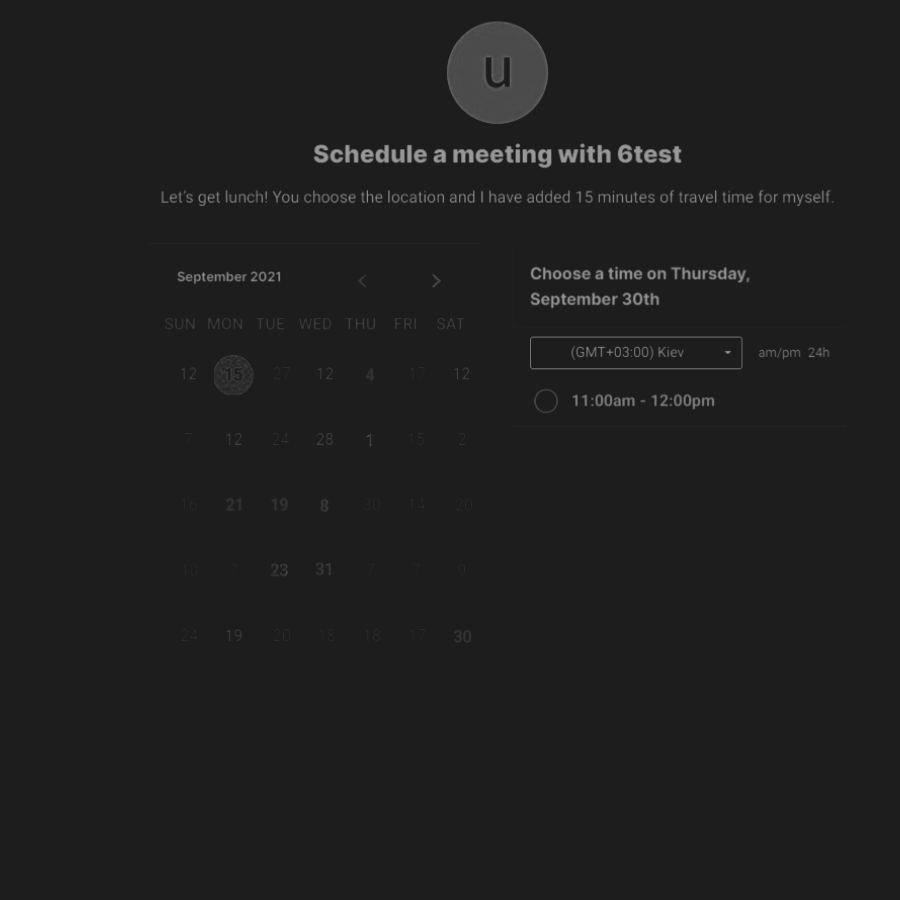 u
Schedule a meeting with 6test
Let's get lunch! You choose the location and I have added 15 minutes of travel time for myself.
September 2021
SUN MON TUE WED THU FRI SAT
12 15 27 12 4 17 12
7 12 24 28 1 15 2
16 21 19 8 30 14 20
10 7 23 31 7 9
24 19 20 18 17 30
Choose a time on Thursday,
September 30th
(GMT+03:00) Kiev am/pm 24h
11:00am - 12:00pm